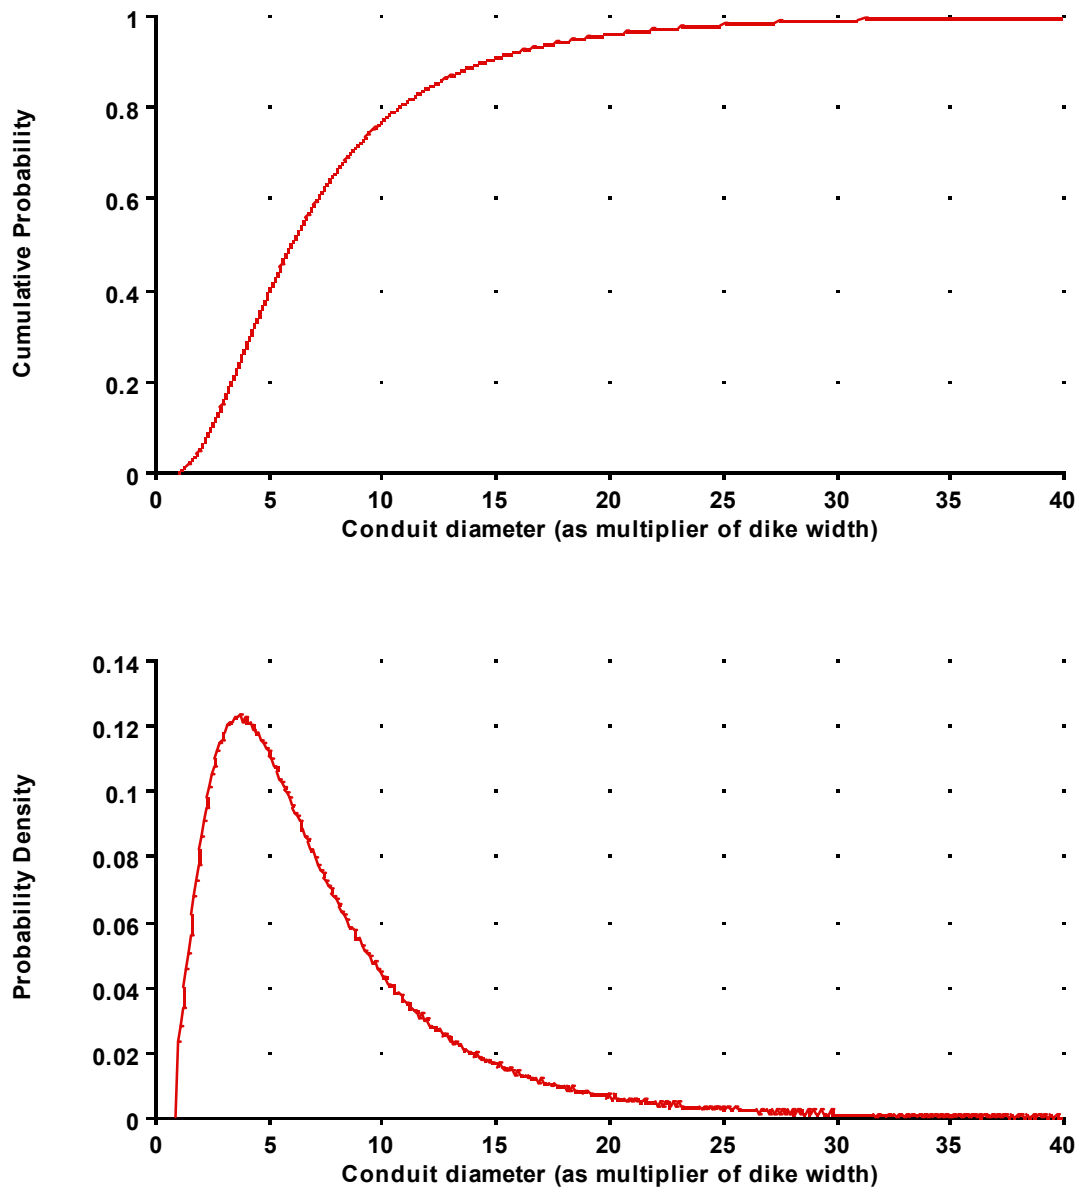 1
0.8
0.6
0.4
0.2
0
Cumulative Probability
0 5 10 15 20 25 30 35 40
Conduit diameter (as multiplier of dike width)
0.14
0.12
0.1
0.08
0.06
0.04
0.02
0
Probability Density
0 5 10 15 20 25 30 35 40
Conduit diameter (as multiplier of dike width)